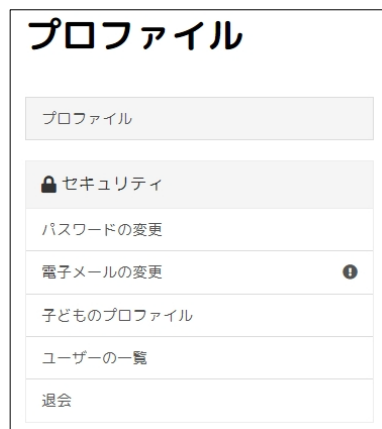 プロファイル
プロファイル
セキュリティ
パスワードの変更
電子メールの変更
子どものプロファイル
ユーザーの一覧
退会